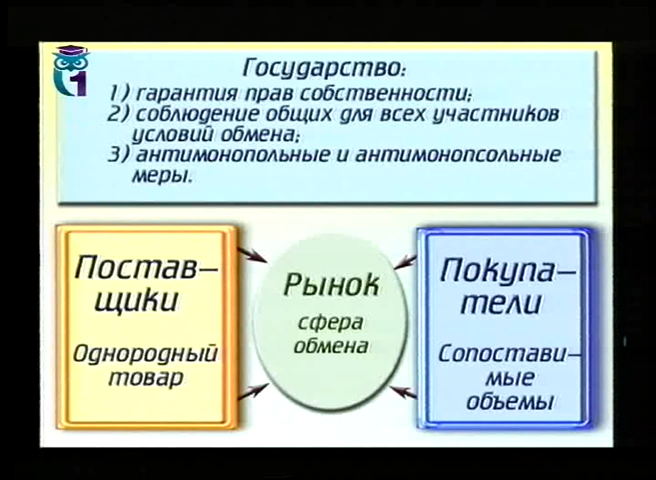 1
Государство:
1) гарантия прав собственности;
2) соблюдение общих для всех участников
условий обмена;
3) антимонопольные и антимонопсольные
меры.
Постав-
щики
Однородный
товар
Рынок
сфера
обмена
Покупа-
тели
Сопостави-
мые
объемы